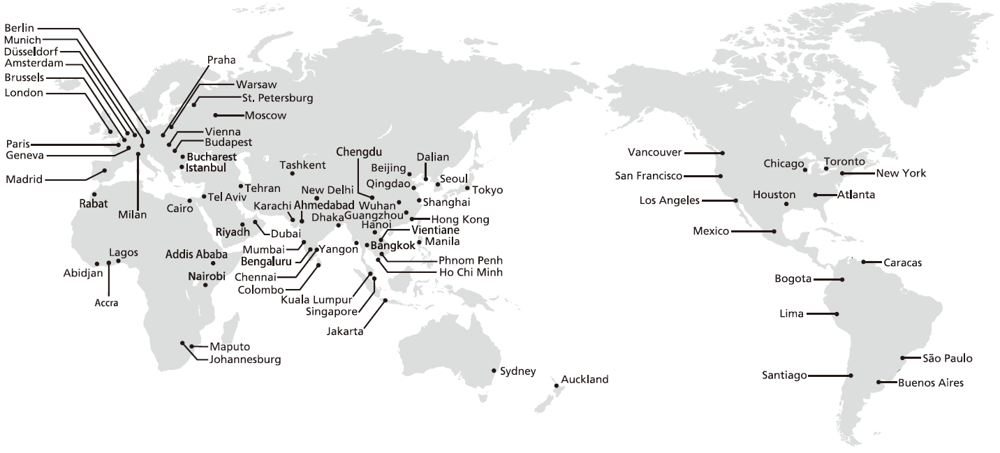 Berlin
Munich
Düsseldorf
Amsterdam
Brussels
London
Paris
Geneva
Madrid
Rabat
Milan
Praha
Warsaw
St. Petersburg
Moscow
Vienna
Budapest
Bucharest
Istanbul
Tehran
Tel Aviv
Cairo
Riyadh
Dubai
Lagos
Abidjan
Accra
Addis Ababa
Nairobi
Maputo
Johannesburg
Tashkent
New Delhi
Karachi
Ahmedabad
Dhaka
Mumbai
Bengaluru
Chennai
Colombo
Yangon
Chengdu
Dalian
Beijing
Qingdao
Seoul
Tokyo
Wuhan
Shanghai
Guangzhou
Hong Kong
Hanoi
Vientiane
Bangkok
Manila
Phnom Penh
Ho Chi Minh
Kuala Lumpur
Singapore
Jakarta
Sydney
Auckland
Vancouver
San Francisco
Los Angeles
Mexico
Chicago
Toronto
New York
Houston
Atlanta
Caracas
Bogota
Lima
São Paulo
Santiago
Buenos Aires